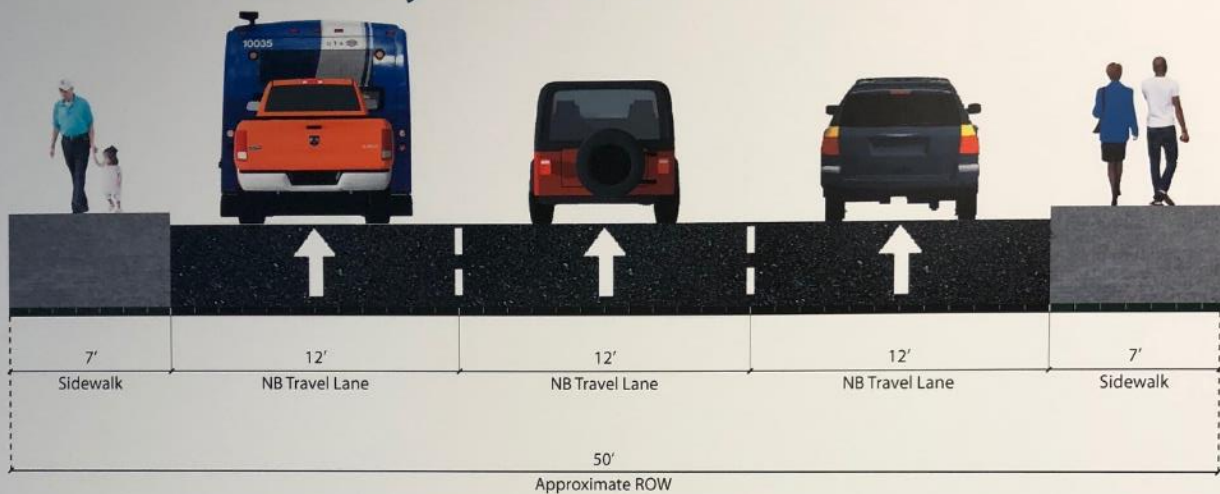 10035
7'
12'
12'
12'
7'
Sidewalk
NB Travel Lane
NB Travel Lane
NB Travel Lane
Sidewalk
50'
Approximate ROW